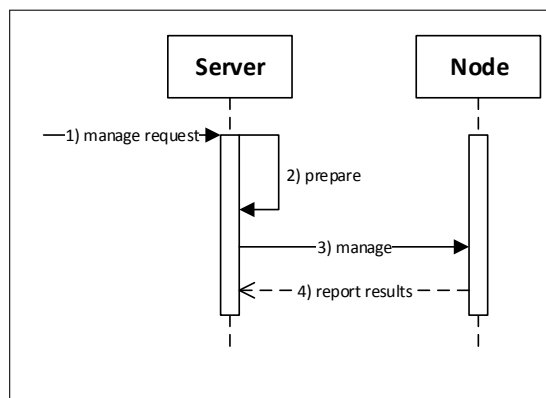 Server
Node
1) manage request
2) prepare
3) manage
4) report results